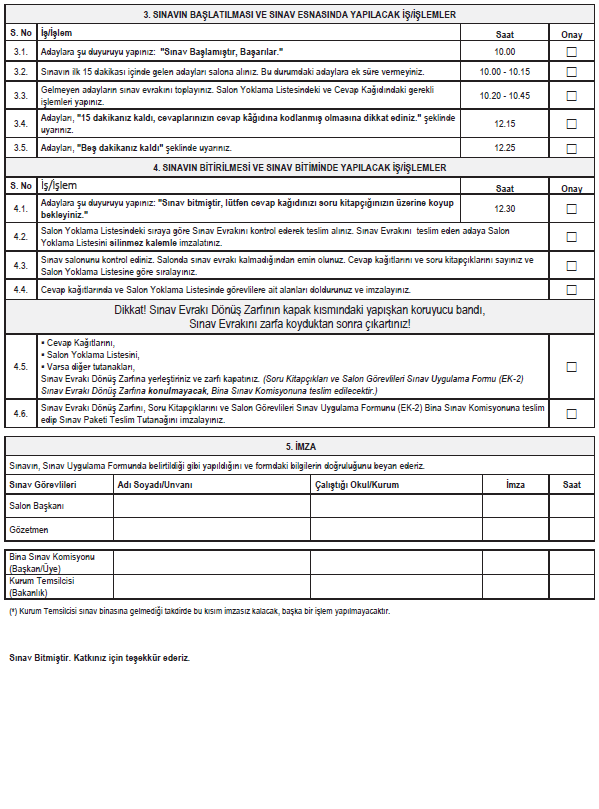 3. SINAVIN BAŞLATILMASI VE SINAV ESNASINDA YAPILACAK İŞ/İŞLEMLER
S. No İş/İşlem Saat Onay
3.1. Adaylara şu duyuruyu yapınız: "Sınav Başlamıştır, Başarılar." 10.00 ☐
3.2. Sınavın ilk 15 dakikası içinde gelen adayları salona alınız. Bu durumdaki adaylara ek süre vermeyiniz. 10.00 - 10.15 ☐
3.3. Gelmeyen adayların sınav evrakını toplayınız. Salon Yoklama Listesindeki ve Cevap Kağıdındaki gerekli
işlemleri yapınız. 10.20 - 10.45 ☐
3.4. Adayları, "15 dakikanız kaldı, cevaplarınızın cevap kâğıdına kodlanmış olmasına dikkat ediniz." şeklinde
uyarınız. 12.15 ☐
3.5. Adayları, "Beş dakikanız kaldı" şeklinde uyarınız. 12.25 ☐
4. SINAVIN BİTİRİLMESİ VE SINAV BİTİMİNDE YAPILACAK İŞ/İŞLEMLER
S. No İş/İşlem Saat Onay
4.1. Adaylara şu duyuruyu yapınız: "Sınav bitmiştir, lütfen cevap kağıdınızı soru kitapçığınızın üzerine koyup
bekleyiniz." 12.30 ☐
4.2. Salon Yoklama Listesindeki sıraya göre Sınav Evrakını kontrol ederek teslim alınız. Sınav Evrakını teslim eden adaya Salon
Yoklama Listesini silinmez kalemle imzalatınız. ☐
4.3. Sınav salonunu kontrol ediniz. Salonda sınav evrakı kalmadığından emin olunuz. Cevap kağıtlarını ve soru kitapçıklarını sayınız ve
Salon Yoklama Listesine göre sıralayınız. ☐
4.4. Cevap kağıtlarında ve Salon Yoklama Listesinde görevlilere ait alanları doldurunuz ve imzalayınız. ☐
Dikkat! Sınav Evrakı Dönüş Zarfının kapak kısmındaki yapışkan koruyucu bandı,
Sınav Evrakını zarfa koyduktan sonra çıkartınız!
4.5. ▪ Cevap Kağıtlarını,
▪ Salon Yoklama Listesini,
▪ Varsa diğer tutanakları,
Sınav Evrakı Dönüş Zarfına yerleştiriniz ve zarfı kapatınız. (Soru Kitapçıkları ve Salon Görevlileri Sınav Uygulama Formu (EK-2)
Sınav Evrakı Dönüş Zarfına konulmayacak, Bina Sınav Komisyonuna teslim edilecektir.) ☐
4.6. Sınav Evrakı Dönüş Zarfını, Soru Kitapçıklarını ve Salon Görevlileri Sınav Uygulama Formunu (EK-2) Bina Sınav Komisyonuna teslim
edip Sınav Paketi Teslim Tutanağını imzalayınız. ☐
5. İMZA
Sınavın, Sınav Uygulama Formunda belirtildiği gibi yapıldığını ve formdaki bilgilerin doğruluğunu beyan ederiz.
Sınav Görevlileri Adı Soyadı/Unvanı Çalıştığı Okul/Kurum İmza Saat
Salon Başkanı
Gözetmen
Bina Sınav Komisyonu
(Başkan/Üye)
Kurum Temsilcisi
(Bakanlık)
(*) Kurum Temsilcisi sınav binasına gelmediği takdirde bu kısım imzasız kalacak, başka bir işlem yapılmayacaktır.
Sınav Bitmiştir. Katkınız için teşekkür ederiz.